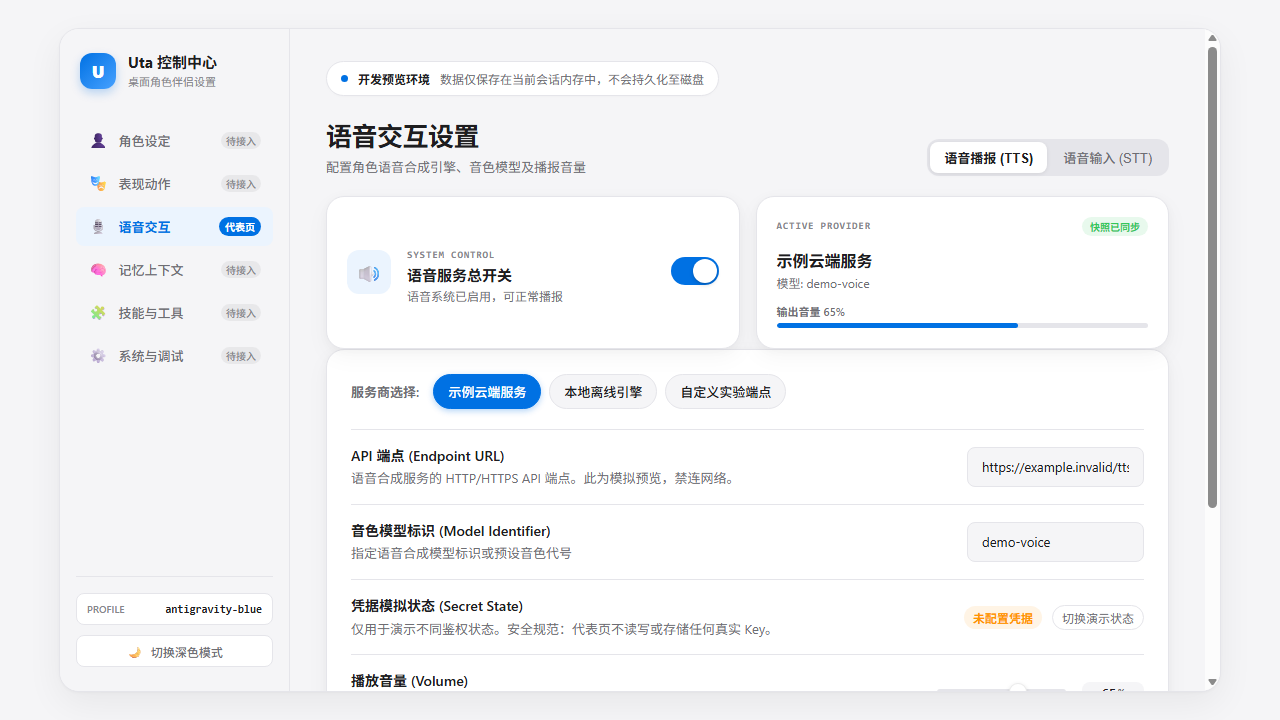 U
Uta 控制中心
桌面角色伴侣设置
角色设定 待接入
表现动作 待接入
语音交互 代表页
记忆上下文 待接入
技能与工具 待接入
系统与调试 待接入
PROFILE antigravity-blue
切换深色模式
开发预览环境 数据仅保存在当前会话内存中，不会持久化至磁盘
语音交互设置
配置角色语音合成引擎、音色模型及播报音量
语音播报 (TTS) 语音输入 (STT)
SYSTEM CONTROL
语音服务总开关
语音系统已启用，可正常播报
ACTIVE PROVIDER 快照已同步
示例云端服务
模型: demo-voice
输出音量 65%
服务商选择: 示例云端服务 本地离线引擎 自定义实验端点
API 端点 (Endpoint URL)
语音合成服务的 HTTP/HTTPS API 端点。此为模拟预览，禁连网络。
https://example.invalid/tts
音色模型标识 (Model Identifier)
指定语音合成模型标识或预设音色代号
demo-voice
凭据模拟状态 (Secret State)
仅用于演示不同鉴权状态。安全规范：代表页不读写或存储任何真实 Key。
未配置凭据 切换演示状态
播放音量 (Volume)